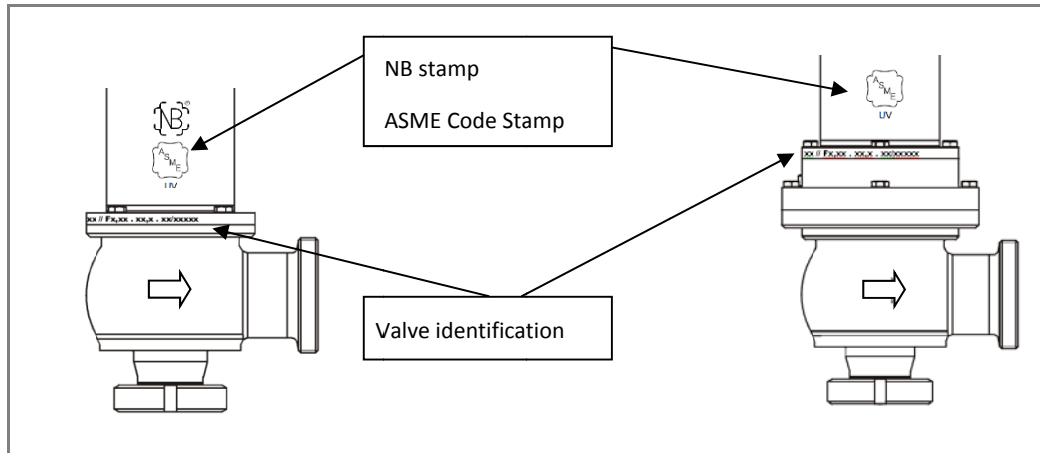 NB stamp
ASME Code Stamp
{NB}®
ASME
UV
xx // Fx,xx . xx,x . xx/xxxxx
ASME
UV
xx // Fx,xx . xx,x . xx/xxxxx
Valve identification